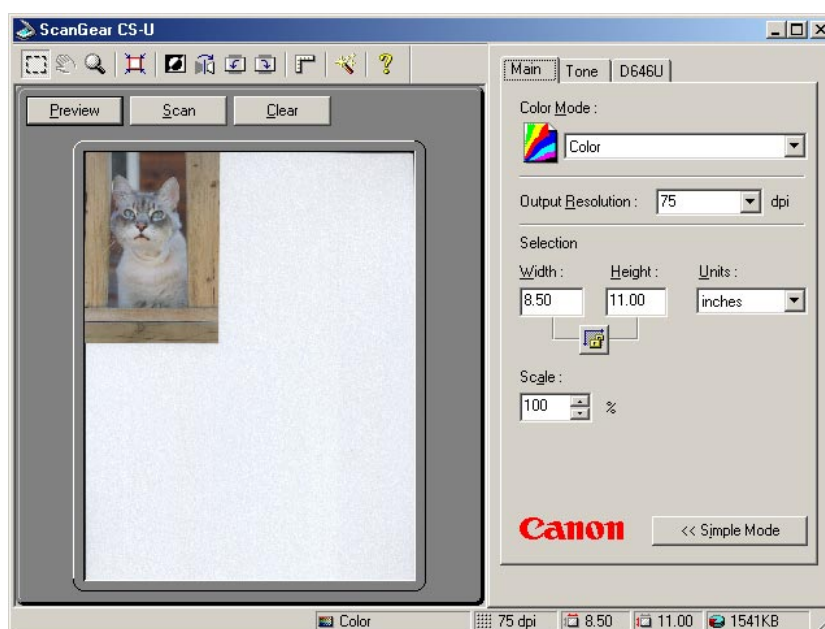 ScanGear CS-U
Main Tone D646U
Preview Scan Clear
Color Mode :
Color
Output Resolution : 75 dpi
Selection
Width : Height : Units :
8.50 11.00 inches
Scale :
100 %
Canon << Simple Mode
Color 75 dpi 8.50 11.00 1541KB